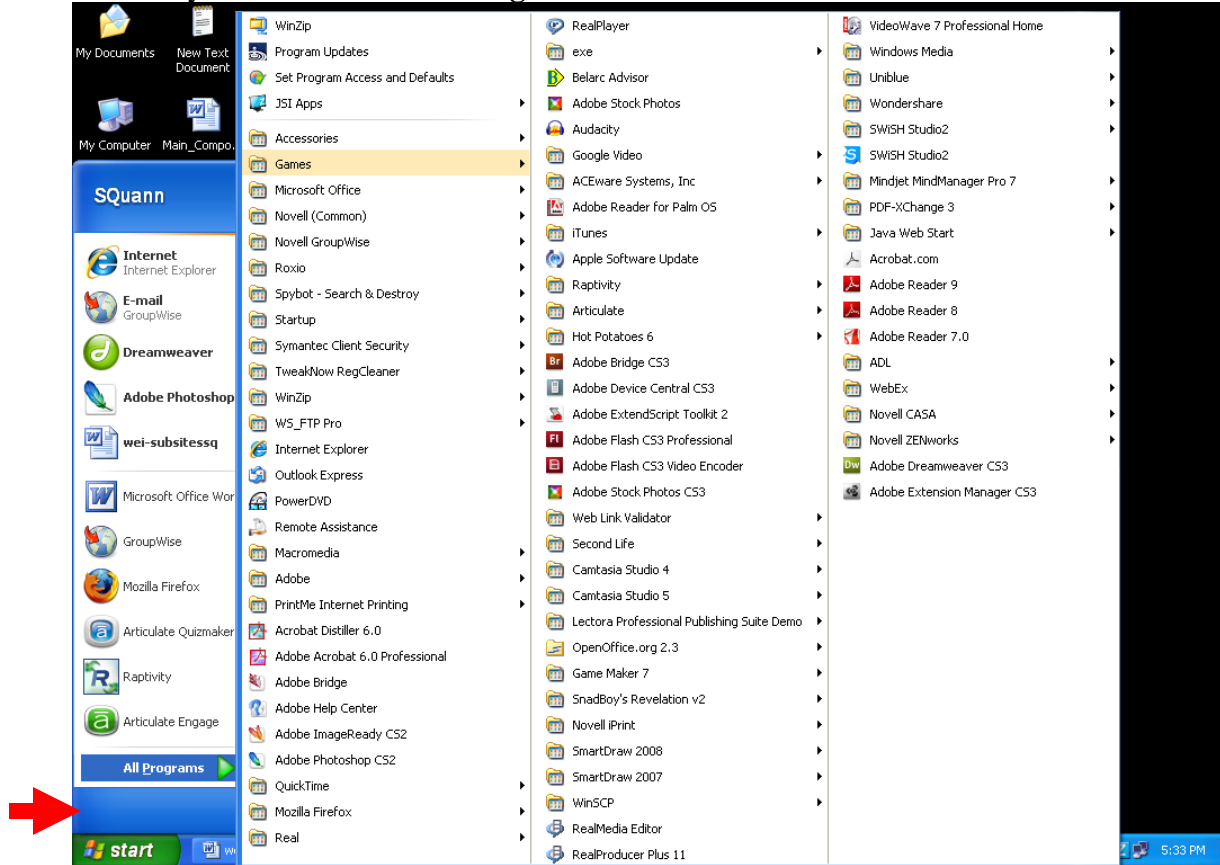 My Documents
New Text
Document
My Computer
Main_Compo.
SQuann
Internet
Internet Explorer
E-mail
GroupWise
Dreamweaver
Adobe Photoshop
wei-subsitessq
Microsoft Office Wor
GroupWise
Mozilla Firefox
Articulate Quizmaker
Raptivity
Articulate Engage
All Programs
start
WinZip
Program Updates
Set Program Access and Defaults
JSI Apps
Accessories
Games
Microsoft Office
Novell (Common)
Novell GroupWise
Roxio
Spybot - Search & Destroy
Startup
Symantec Client Security
TweakNow RegCleaner
WinZip
WS_FTP Pro
Internet Explorer
Outlook Express
PowerDVD
Remote Assistance
Macromedia
Adobe
PrintMe Internet Printing
Acrobat Distiller 6.0
Adobe Acrobat 6.0 Professional
Adobe Bridge
Adobe Help Center
Adobe ImageReady CS2
Adobe Photoshop CS2
QuickTime
Mozilla Firefox
Real
RealPlayer
exe
Belarc Advisor
Adobe Stock Photos
Audacity
Google Video
ACEware Systems, Inc
Adobe Reader for Palm OS
iTunes
Apple Software Update
Raptivity
Articulate
Hot Potatoes 6
Adobe Bridge CS3
Adobe Device Central CS3
Adobe ExtendScript Toolkit 2
Adobe Flash CS3 Professional
Adobe Flash CS3 Video Encoder
Adobe Stock Photos CS3
Web Link Validator
Second Life
Camtasia Studio 4
Camtasia Studio 5
Lectora Professional Publishing Suite Demo
OpenOffice.org 2.3
Game Maker 7
SnadBoy's Revelation v2
Novell iPrint
SmartDraw 2008
SmartDraw 2007
WinSCP
RealMedia Editor
RealProducer Plus 11
VideoWave 7 Professional Home
Windows Media
Uniblue
Wondershare
SWiSH Studio2
SWiSH Studio2
Mindjet MindManager Pro 7
PDF-XChange 3
Java Web Start
Acrobat.com
Adobe Reader 9
Adobe Reader 8
Adobe Reader 7.0
ADL
WebEx
Novell CASA
Novell ZENworks
Adobe Dreamweaver CS3
Adobe Extension Manager CS3
5:33 PM